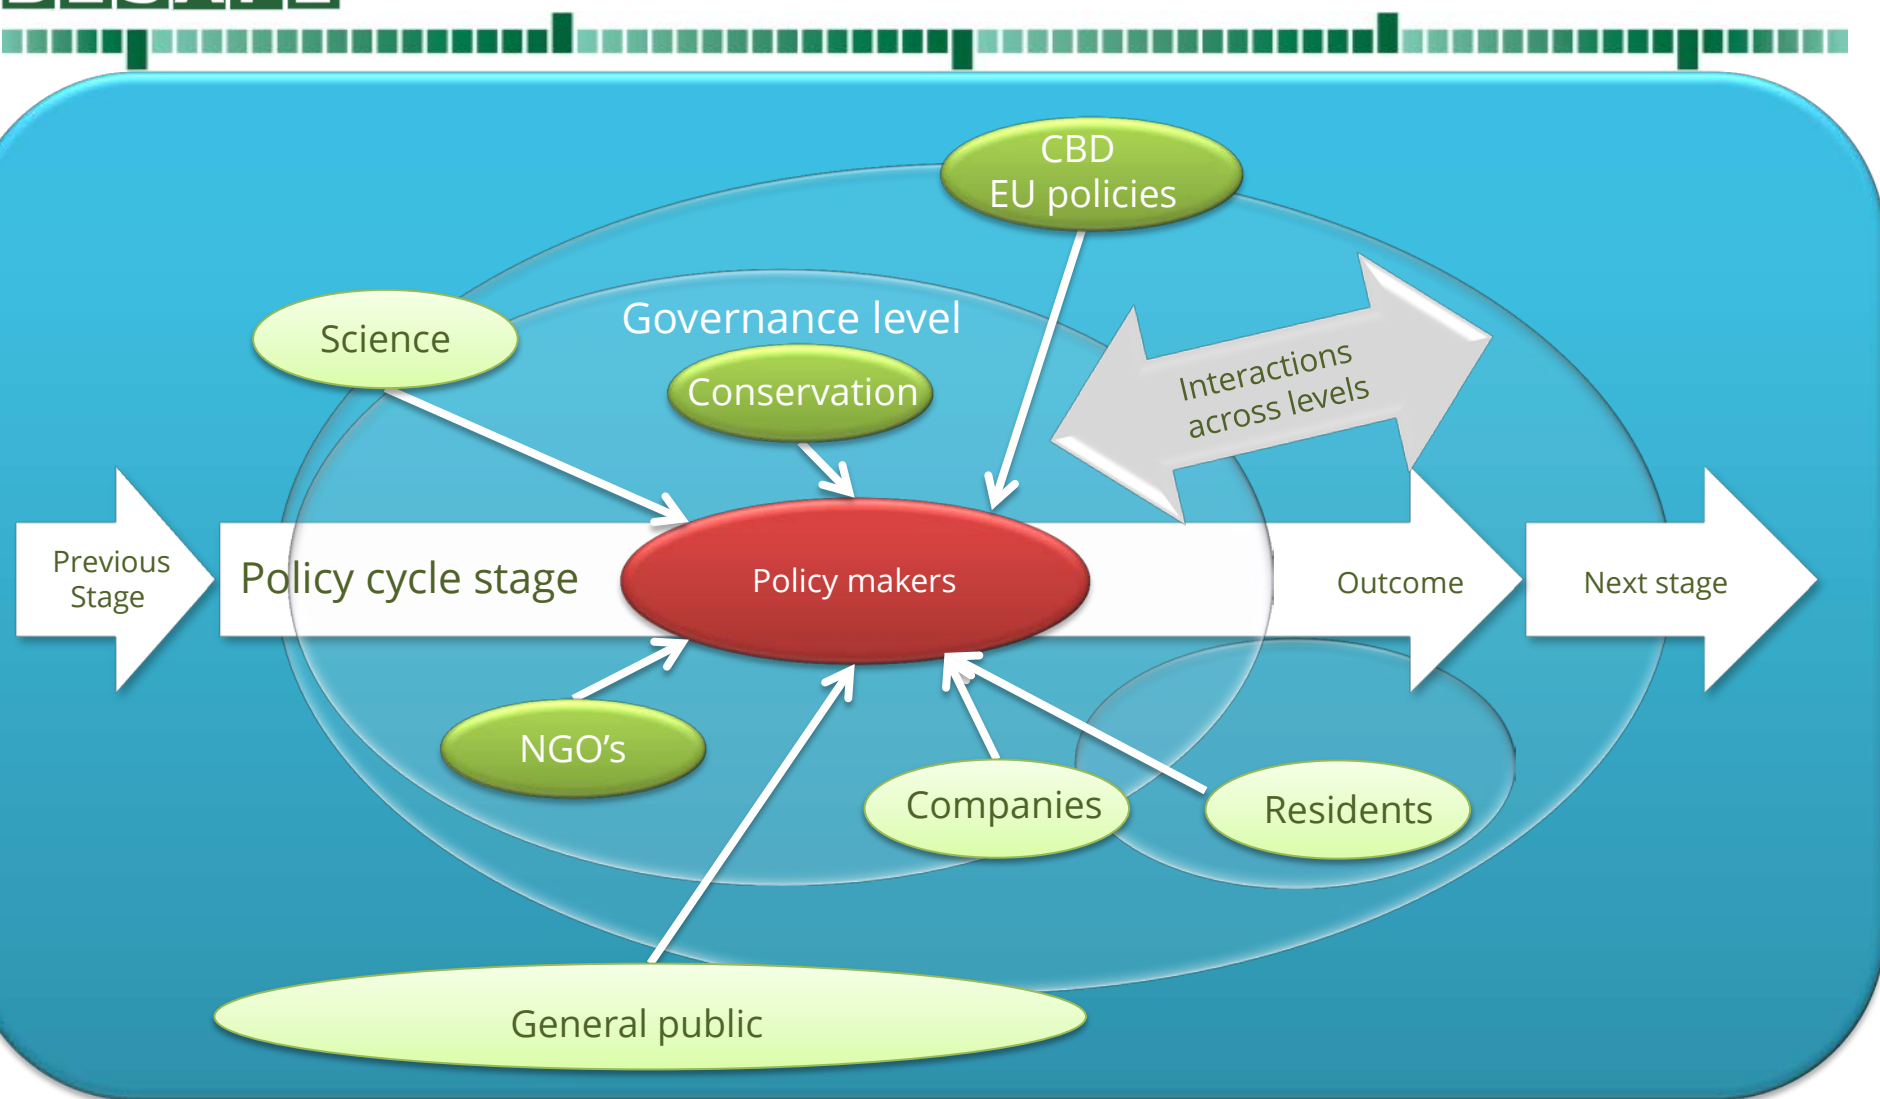 CBD
EU policies
Science
Governance level
Conservation
Interactions
across levels
Previous
Stage
Policy cycle stage
Policy makers
Outcome
Next stage
NGO’s
Companies
Residents
General public